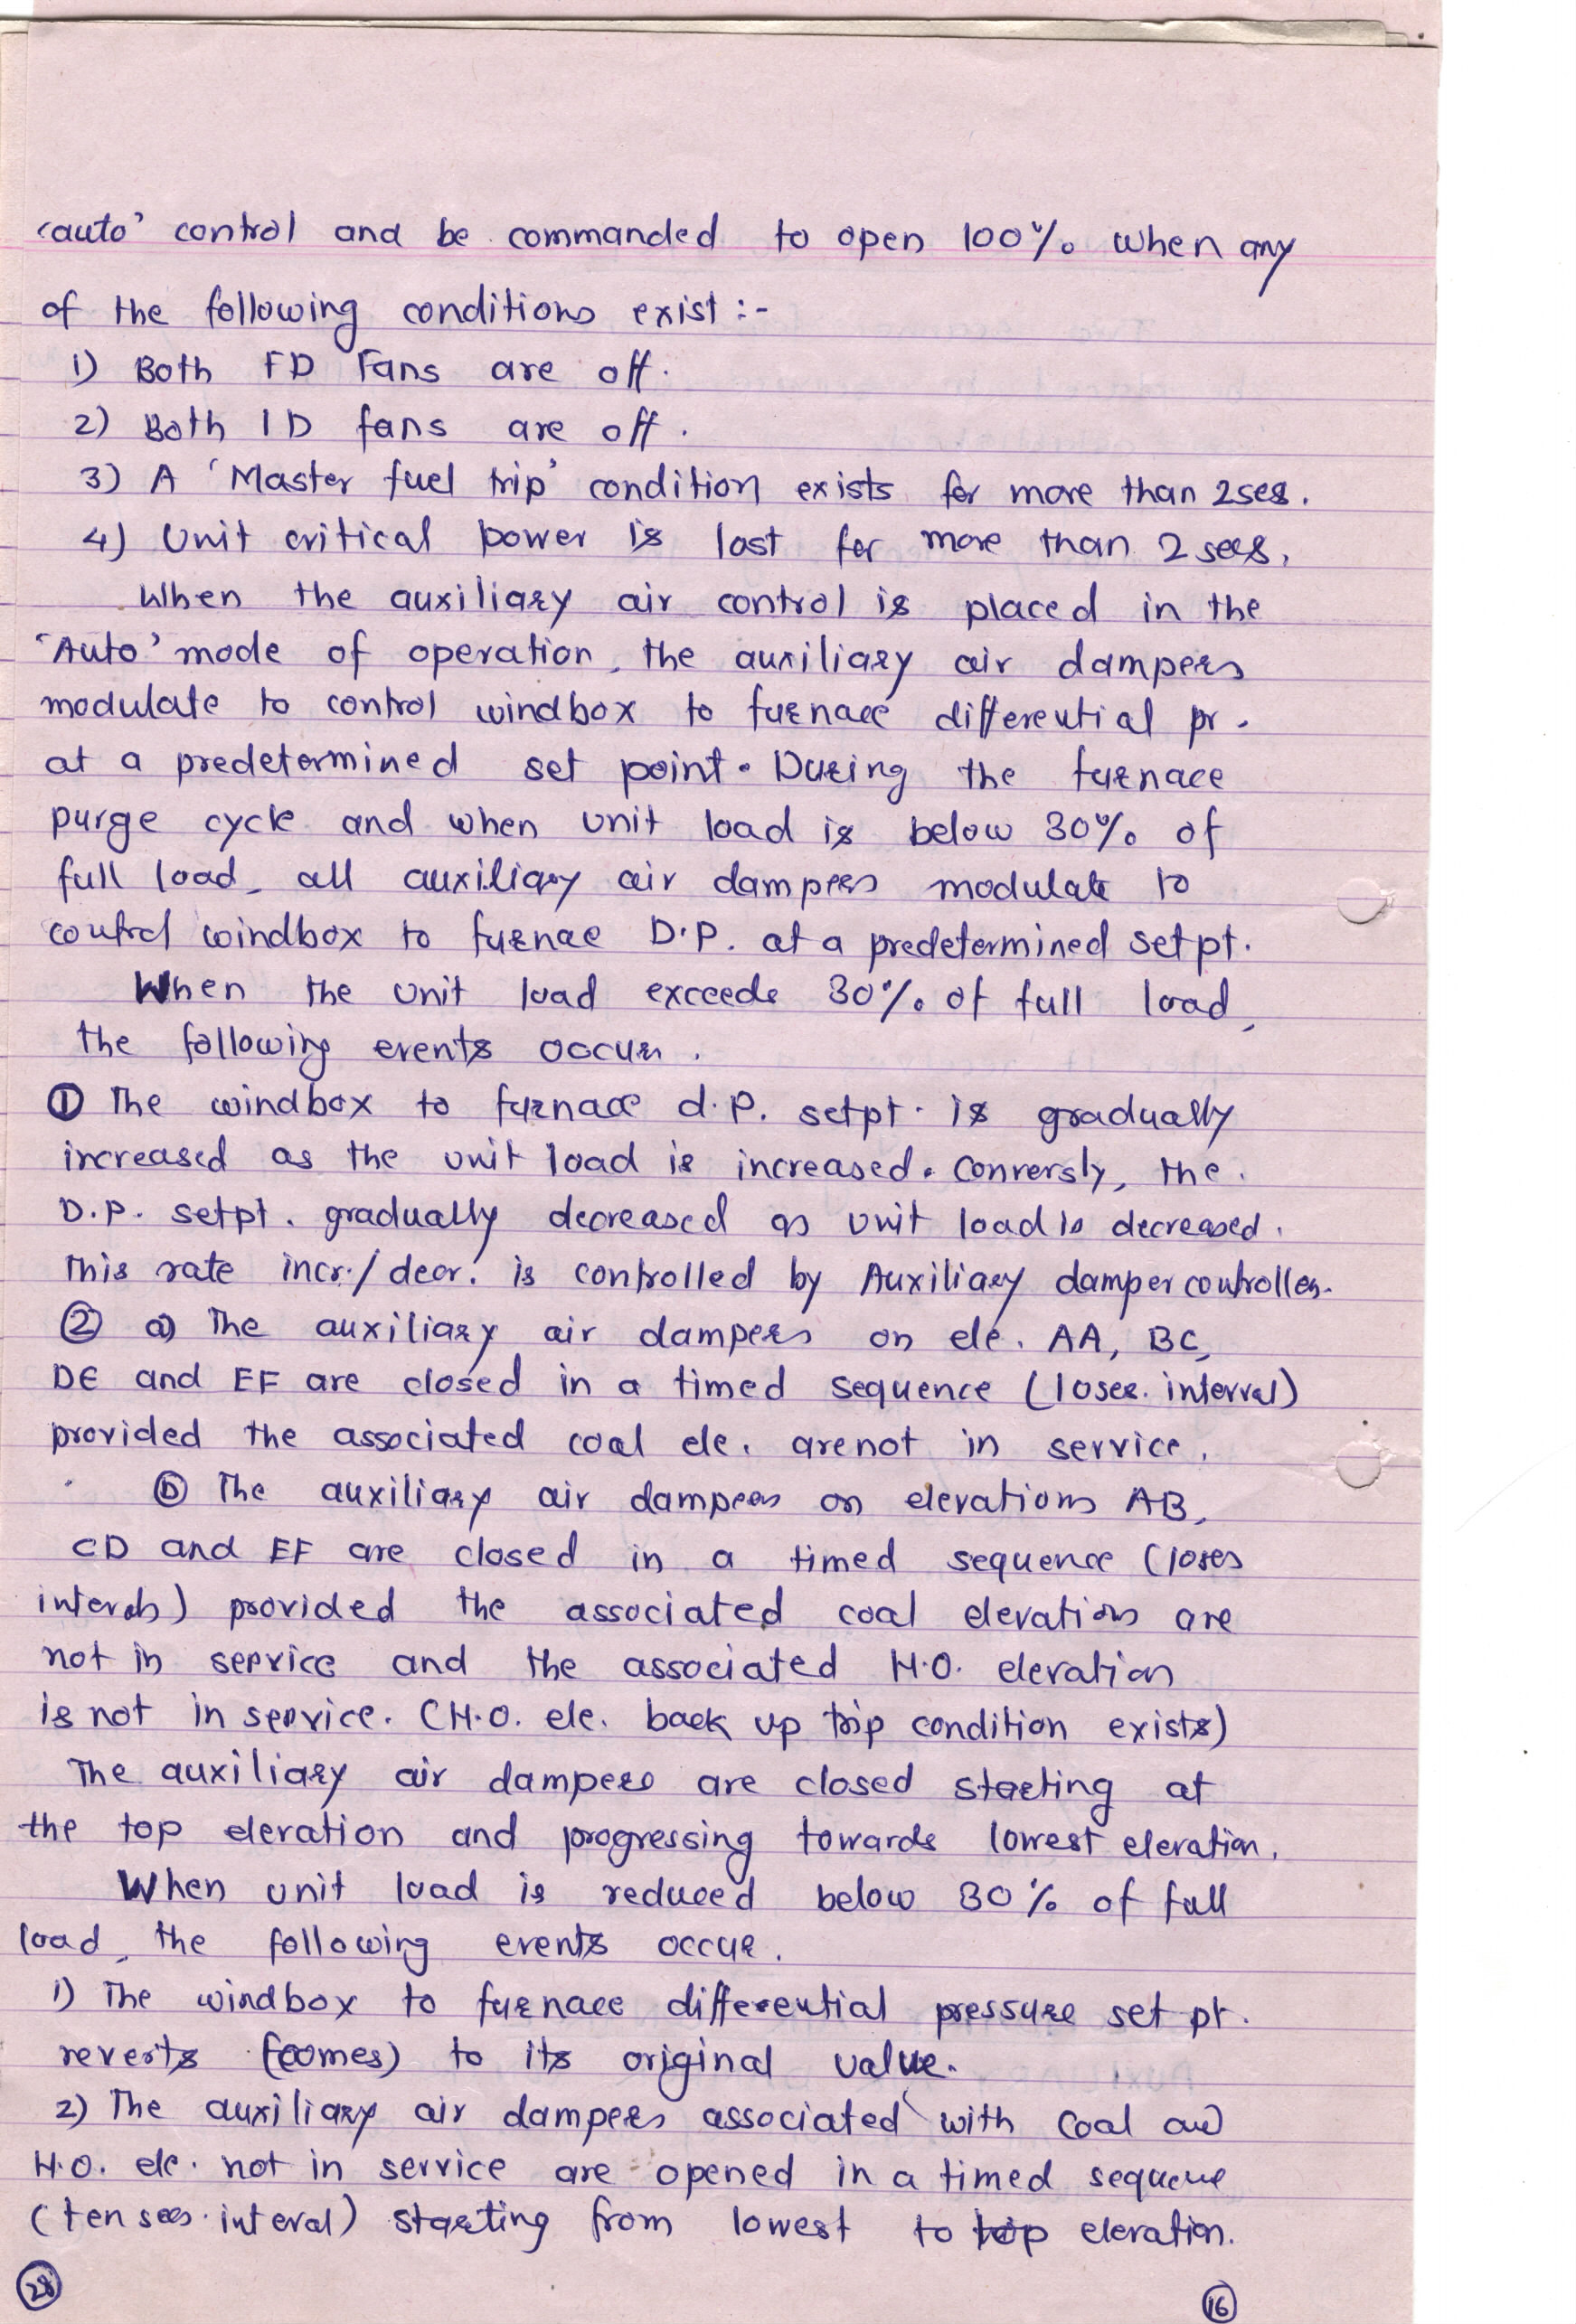 'auto' control and be commanded to open 100% when any
of the following conditions exist :-
1) Both FD Fans are off.
2) Both ID fans are off.
3) A 'Master fuel trip' condition exists for more than 2 secs.
4) Unit critical power is lost for more than 2 secs.
When the auxiliary air control is placed in the
'Auto' mode of operation, the auxiliary air dampers
modulate to control windbox to furnace differential pr.
at a predetermined set point. During the furnace
purge cycle and when unit load is below 30% of
full load, all auxiliary air dampers modulate to
control windbox to furnae D.P. at a predetermined setpt.
When the unit load exceeds 30% of full load,
the following events occurs.
① The windbox to furnace d.p. setpt. is gradually
increased as the unit load is increased. Conversly, the
D.P. setpt. gradually decreased as unit load is decreased.
This rate incr./decr. is controlled by Auxiliary damper controller.
② a) The auxiliary air dampers on ele. AA, BC,
DE and EF are closed in a timed sequence (10 sec. interval)
provided the associated coal ele. are not in service.
ⓑ The auxiliary air dampers on elevations AB,
CD and EF are closed in a timed sequence (10 secs
intervals) provided the associated coal elevations are
not in service and the associated H.O. elevation
is not in service. (H.O. ele. back up trip condition exists)
The auxiliary air dampers are closed starting at
the top elevation and progressing towards lowest elevation.
When unit load is reduced below 30% of full
load, the following events occur.
1) The windbox to furnace differential pressure set pt.
reverts (comes) to its original value.
2) The auxiliary air dampers associated with coal and
H.O. ele. not in service are opened in a timed sequence
(ten secs. interval) starting from lowest to top elevation.
28
16